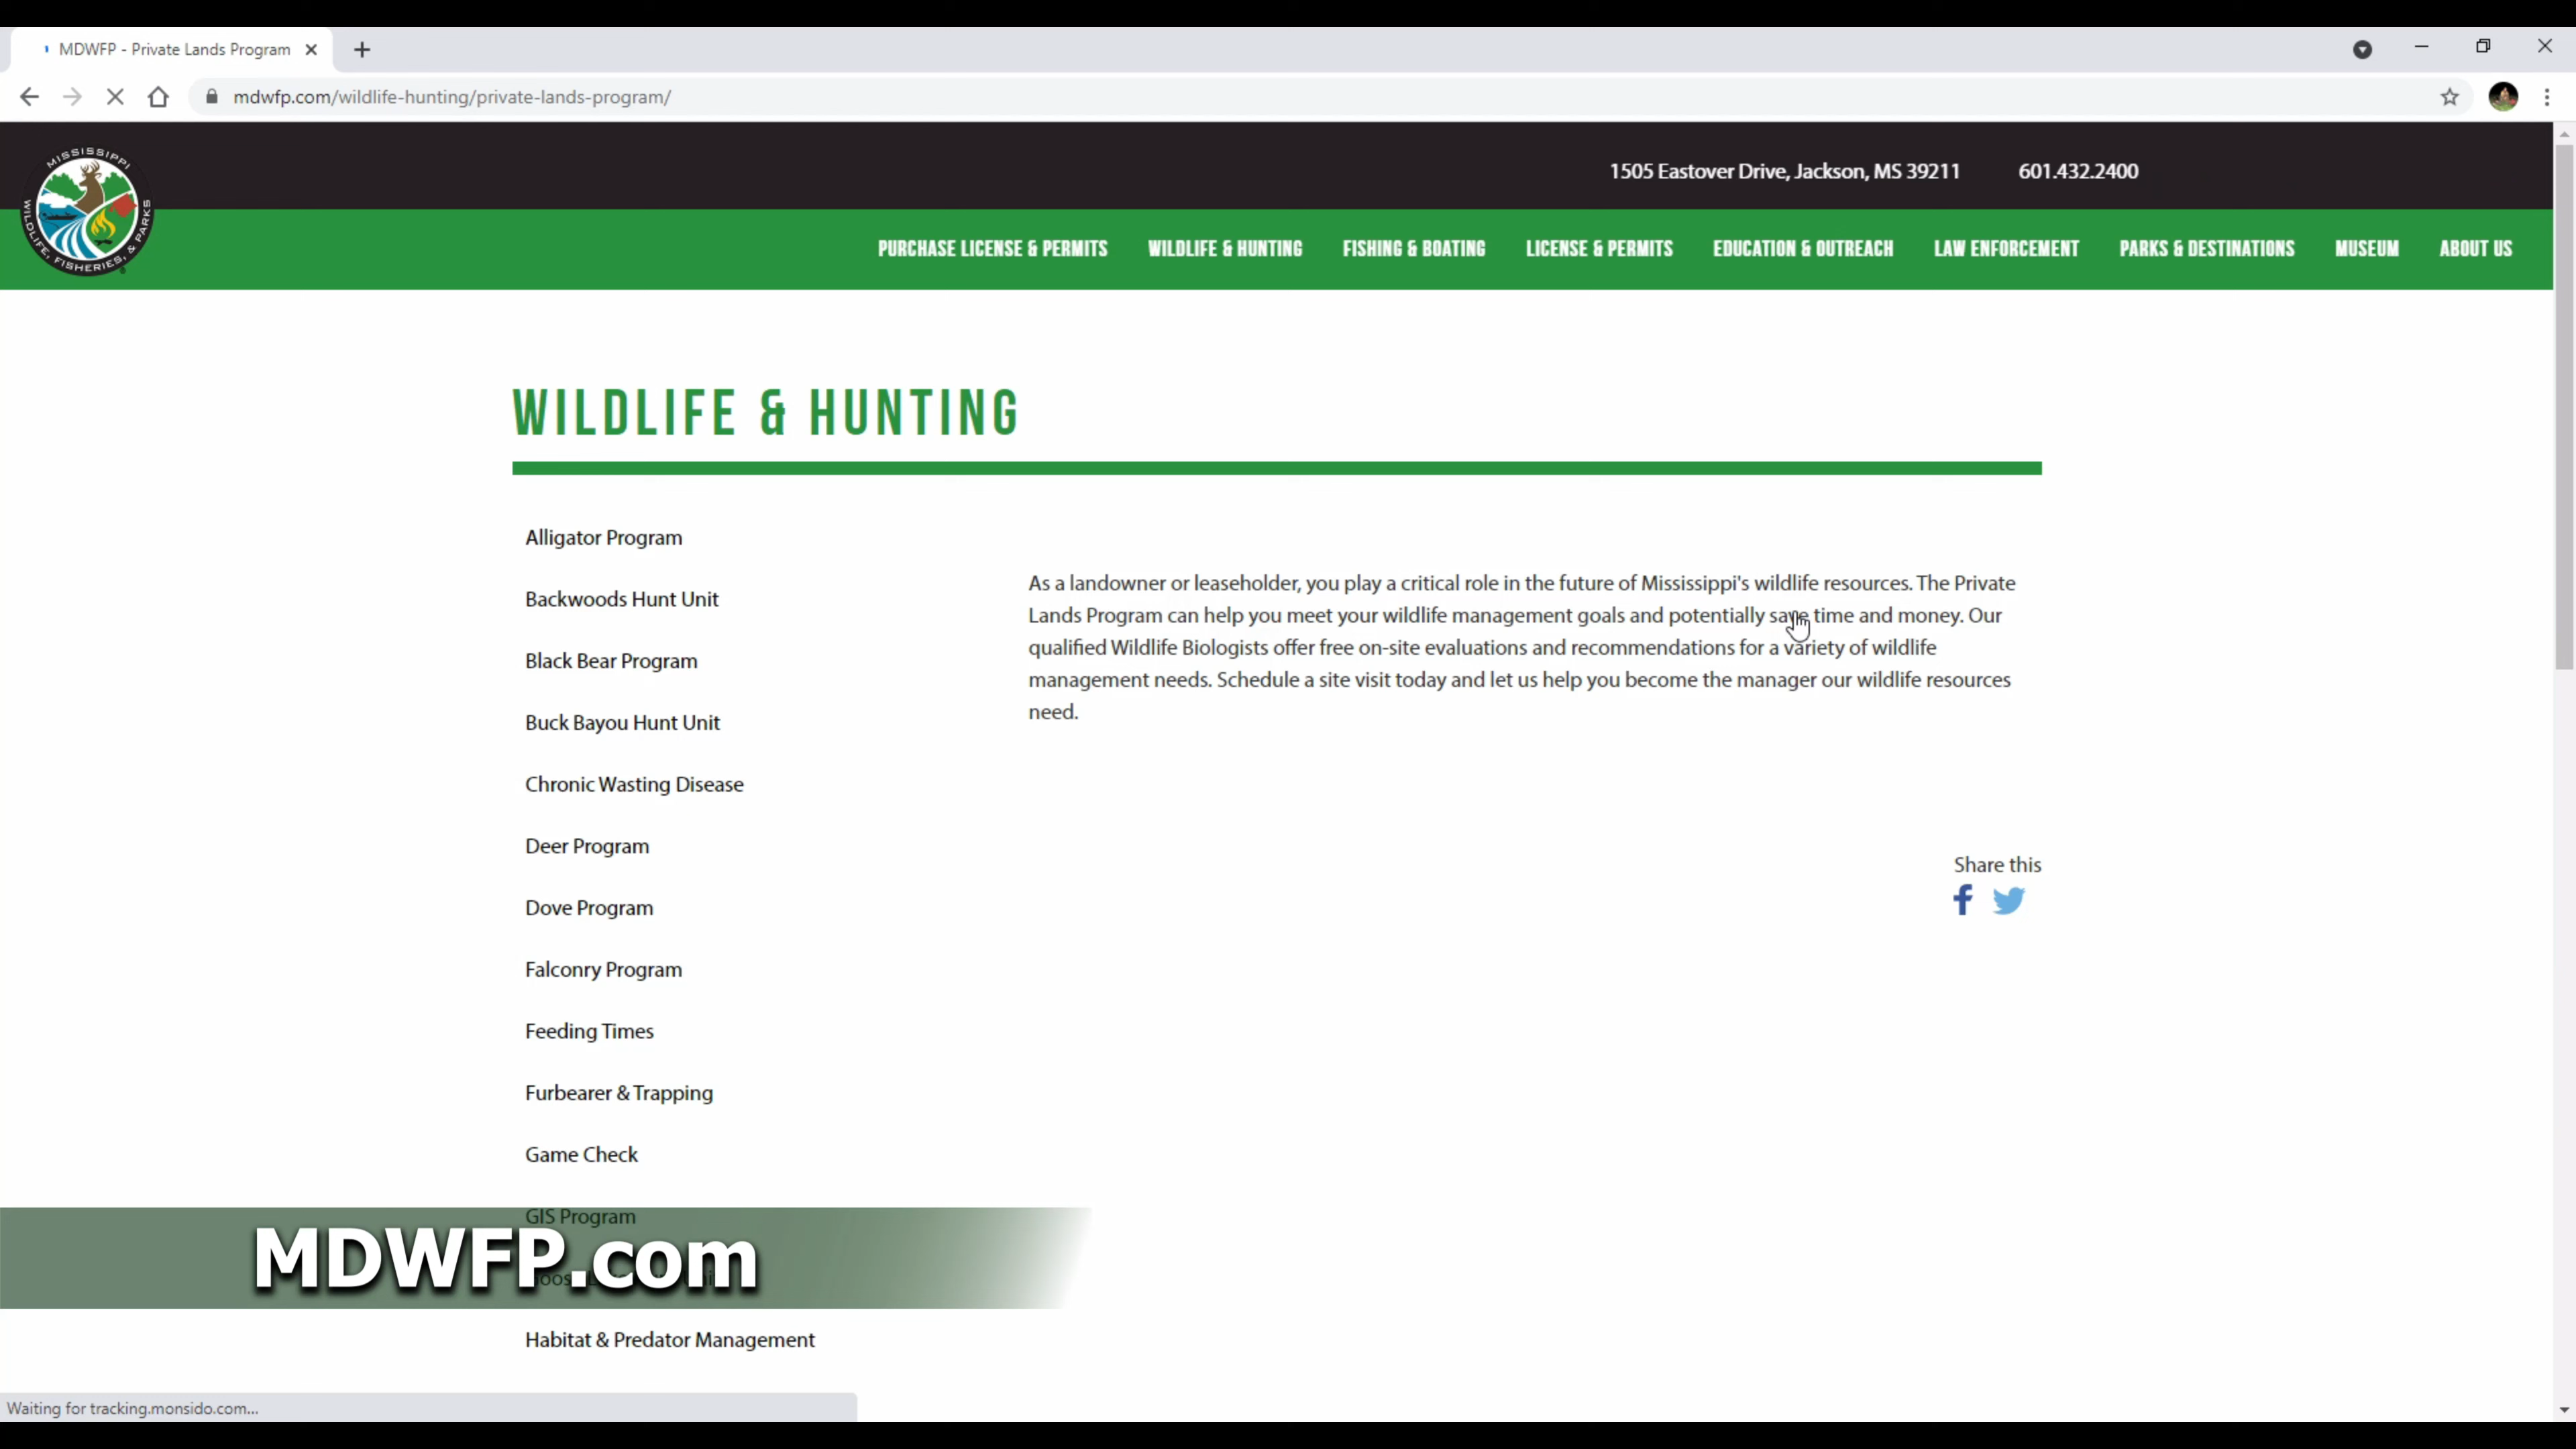 MDWFP - Private Lands Program
mdwfp.com/wildlife-hunting/private-lands-program/
MISSISSIPPI
WILDLIFE, FISHERIES, & PARKS
1505 Eastover Drive, Jackson, MS 39211 601.432.2400
PURCHASE LICENSE & PERMITS WILDLIFE & HUNTING FISHING & BOATING LICENSE & PERMITS EDUCATION & OUTREACH LAW ENFORCEMENT PARKS & DESTINATIONS MUSEUM ABOUT US
WILDLIFE & HUNTING
Alligator Program
Backwoods Hunt Unit
Black Bear Program
Buck Bayou Hunt Unit
Chronic Wasting Disease
Deer Program
Dove Program
Falconry Program
Feeding Times
Furbearer & Trapping
Game Check
GIS Program
Habitat & Predator Management
As a landowner or leaseholder, you play a critical role in the future of Mississippi's wildlife resources. The Private
Lands Program can help you meet your wildlife management goals and potentially save time and money. Our
qualified Wildlife Biologists offer free on-site evaluations and recommendations for a variety of wildlife
management needs. Schedule a site visit today and let us help you become the manager our wildlife resources
need.
Share this
MDWFP.com
Waiting for tracking.monsido.com...